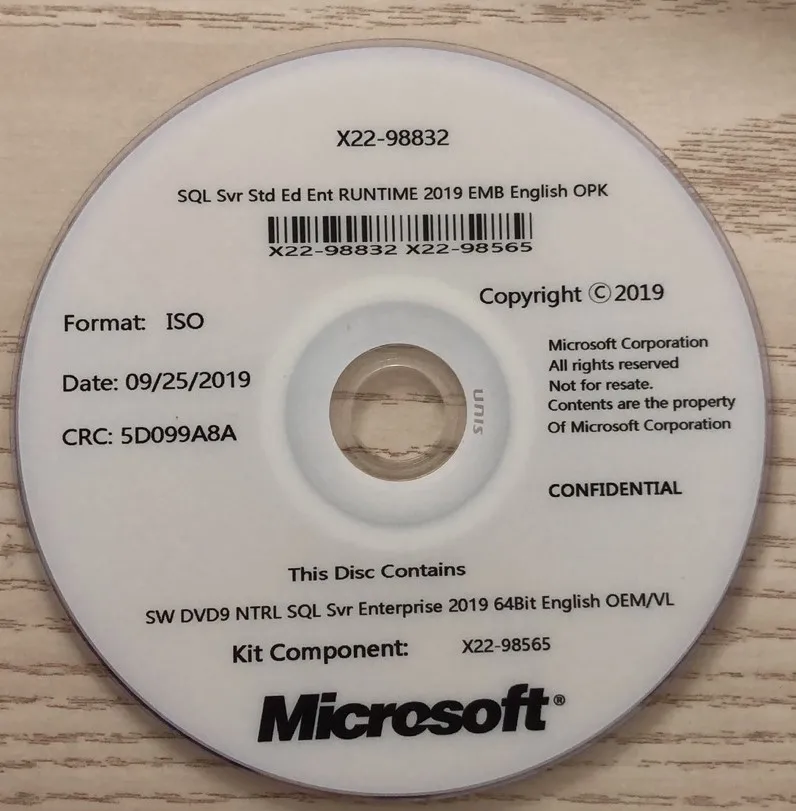 X22-98832
SQL Svr Std Ed Ent RUNTIME 2019 EMB English OPK
X22-98832 X22-98565
Copyright ©2019
Format: ISO
Microsoft Corporation
All rights reserved
Date: 09/25/2019
Not for resate.
Contents are the property
Of Microsoft Corporation
CRC: 5D099A8A
unis
CONFIDENTIAL
This Disc Contains
SW DVD9 NTRL SQL Svr Enterprise 2019 64Bit English OEM/VL
Kit Component: X22-98565
Microsoft®